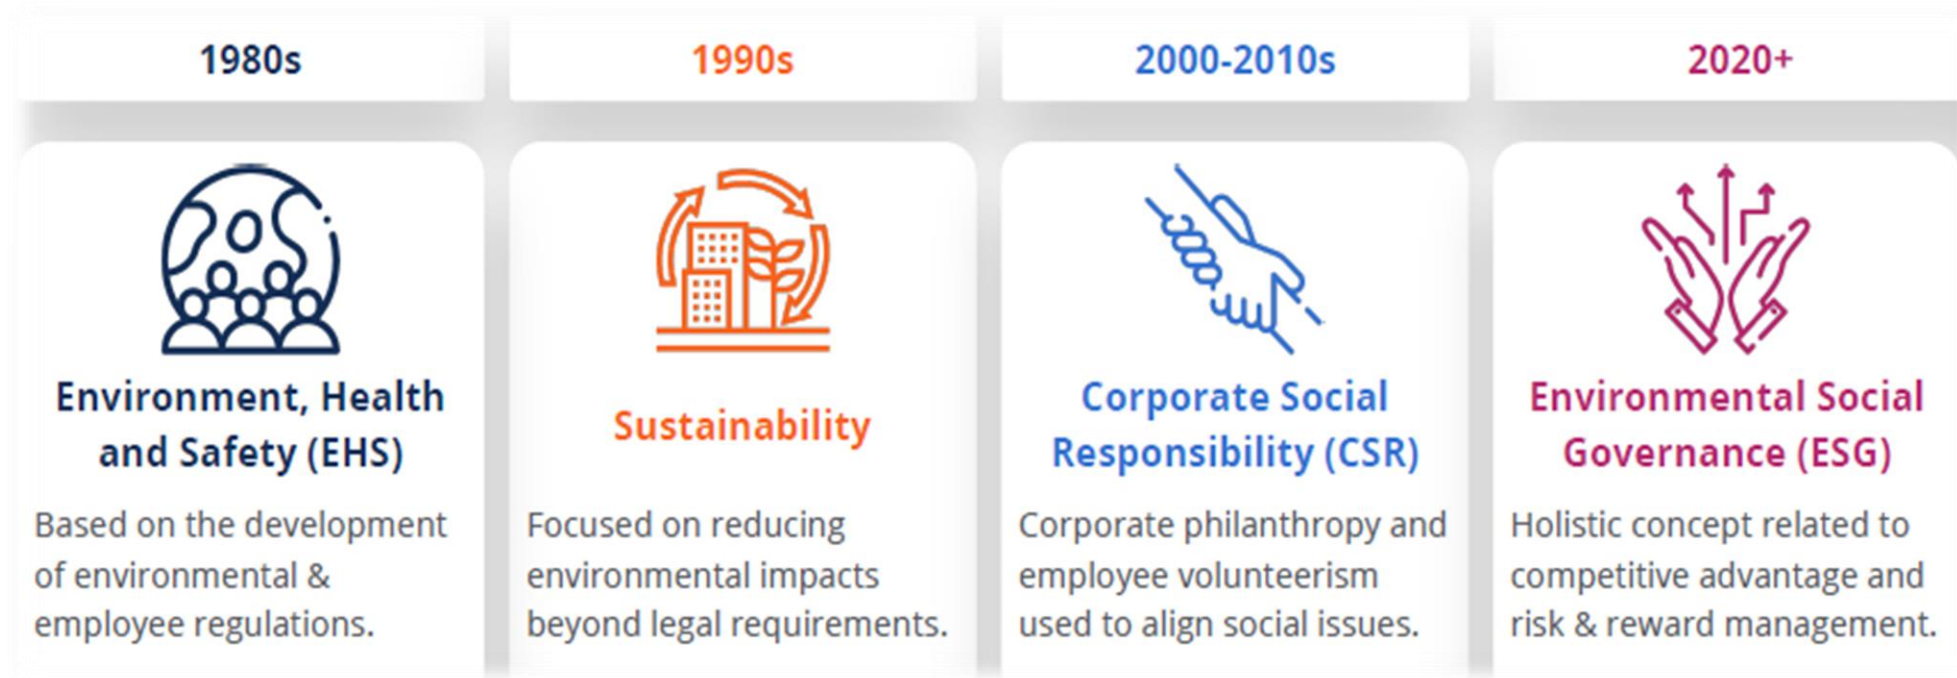 1980s
1990s
2000-2010s
2020+
Environment, Health
and Safety (EHS)
Based on the development
of environmental &
employee regulations.
Sustainability
Focused on reducing
environmental impacts
beyond legal requirements.
Corporate Social
Responsibility (CSR)
Corporate philanthropy and
employee volunteerism
used to align social issues.
Environmental Social
Governance (ESG)
Holistic concept related to
competitive advantage and
risk & reward management.